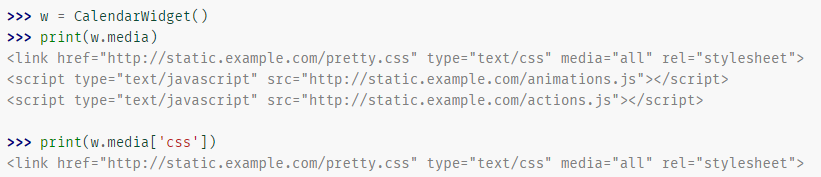 >>> w = CalendarWidget()
>>> print(w.media)
<link href="http://static.example.com/pretty.css" type="text/css" media="all" rel="stylesheet">
<script type="text/javascript" src="http://static.example.com/animations.js"></script>
<script type="text/javascript" src="http://static.example.com/actions.js"></script>
>>> print(w.media['css'])
<link href="http://static.example.com/pretty.css" type="text/css" media="all" rel="stylesheet">